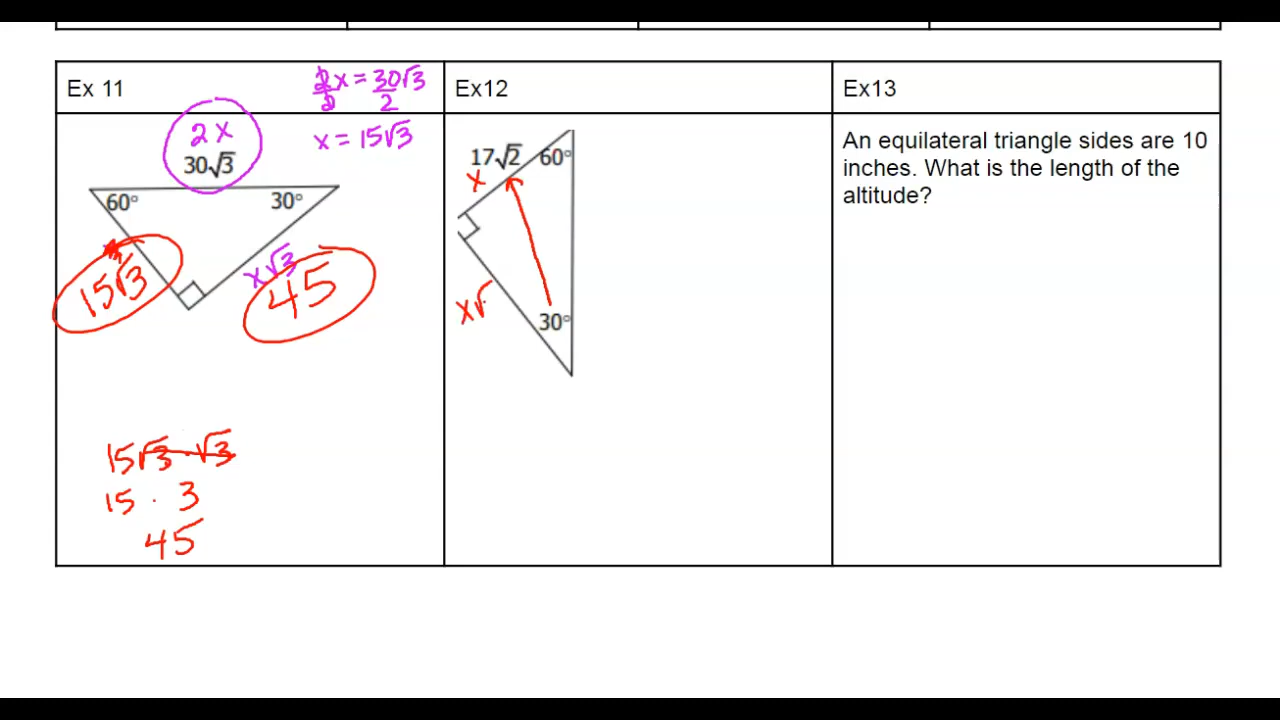 Ex 11
2x = 30√3
2 2
x = 15√3
2x
30√3
60°
30°
15√3
x√3
45
15√3 · √3
15 · 3
45
Ex12
17√2
60°
x
x√
30°
Ex13
An equilateral triangle sides are 10
inches. What is the length of the
altitude?